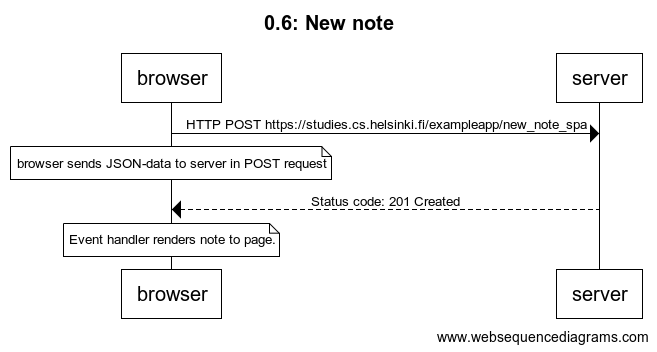 0.6: New note
browser
server
HTTP POST https://studies.cs.helsinki.fi/exampleapp/new_note_spa
browser sends JSON-data to server in POST request
Status code: 201 Created
Event handler renders note to page.
browser
server
www.websequencediagrams.com